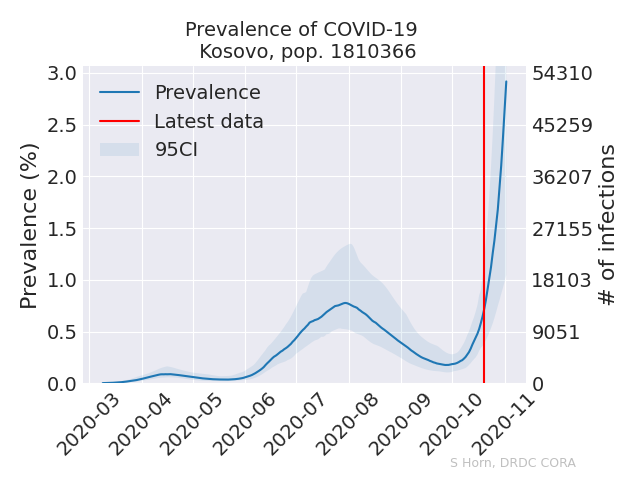 Prevalence of COVID-19
Kosovo, pop. 1810366
Prevalence
Latest data
95CI
3.0
2.5
2.0
1.5
1.0
0.5
0.0
Prevalence (%)
54310
45259
36207
27155
18103
9051
0
# of infections
2020-03
2020-04
2020-05
2020-06
2020-07
2020-08
2020-09
2020-10
2020-11
S Horn, DRDC CORA